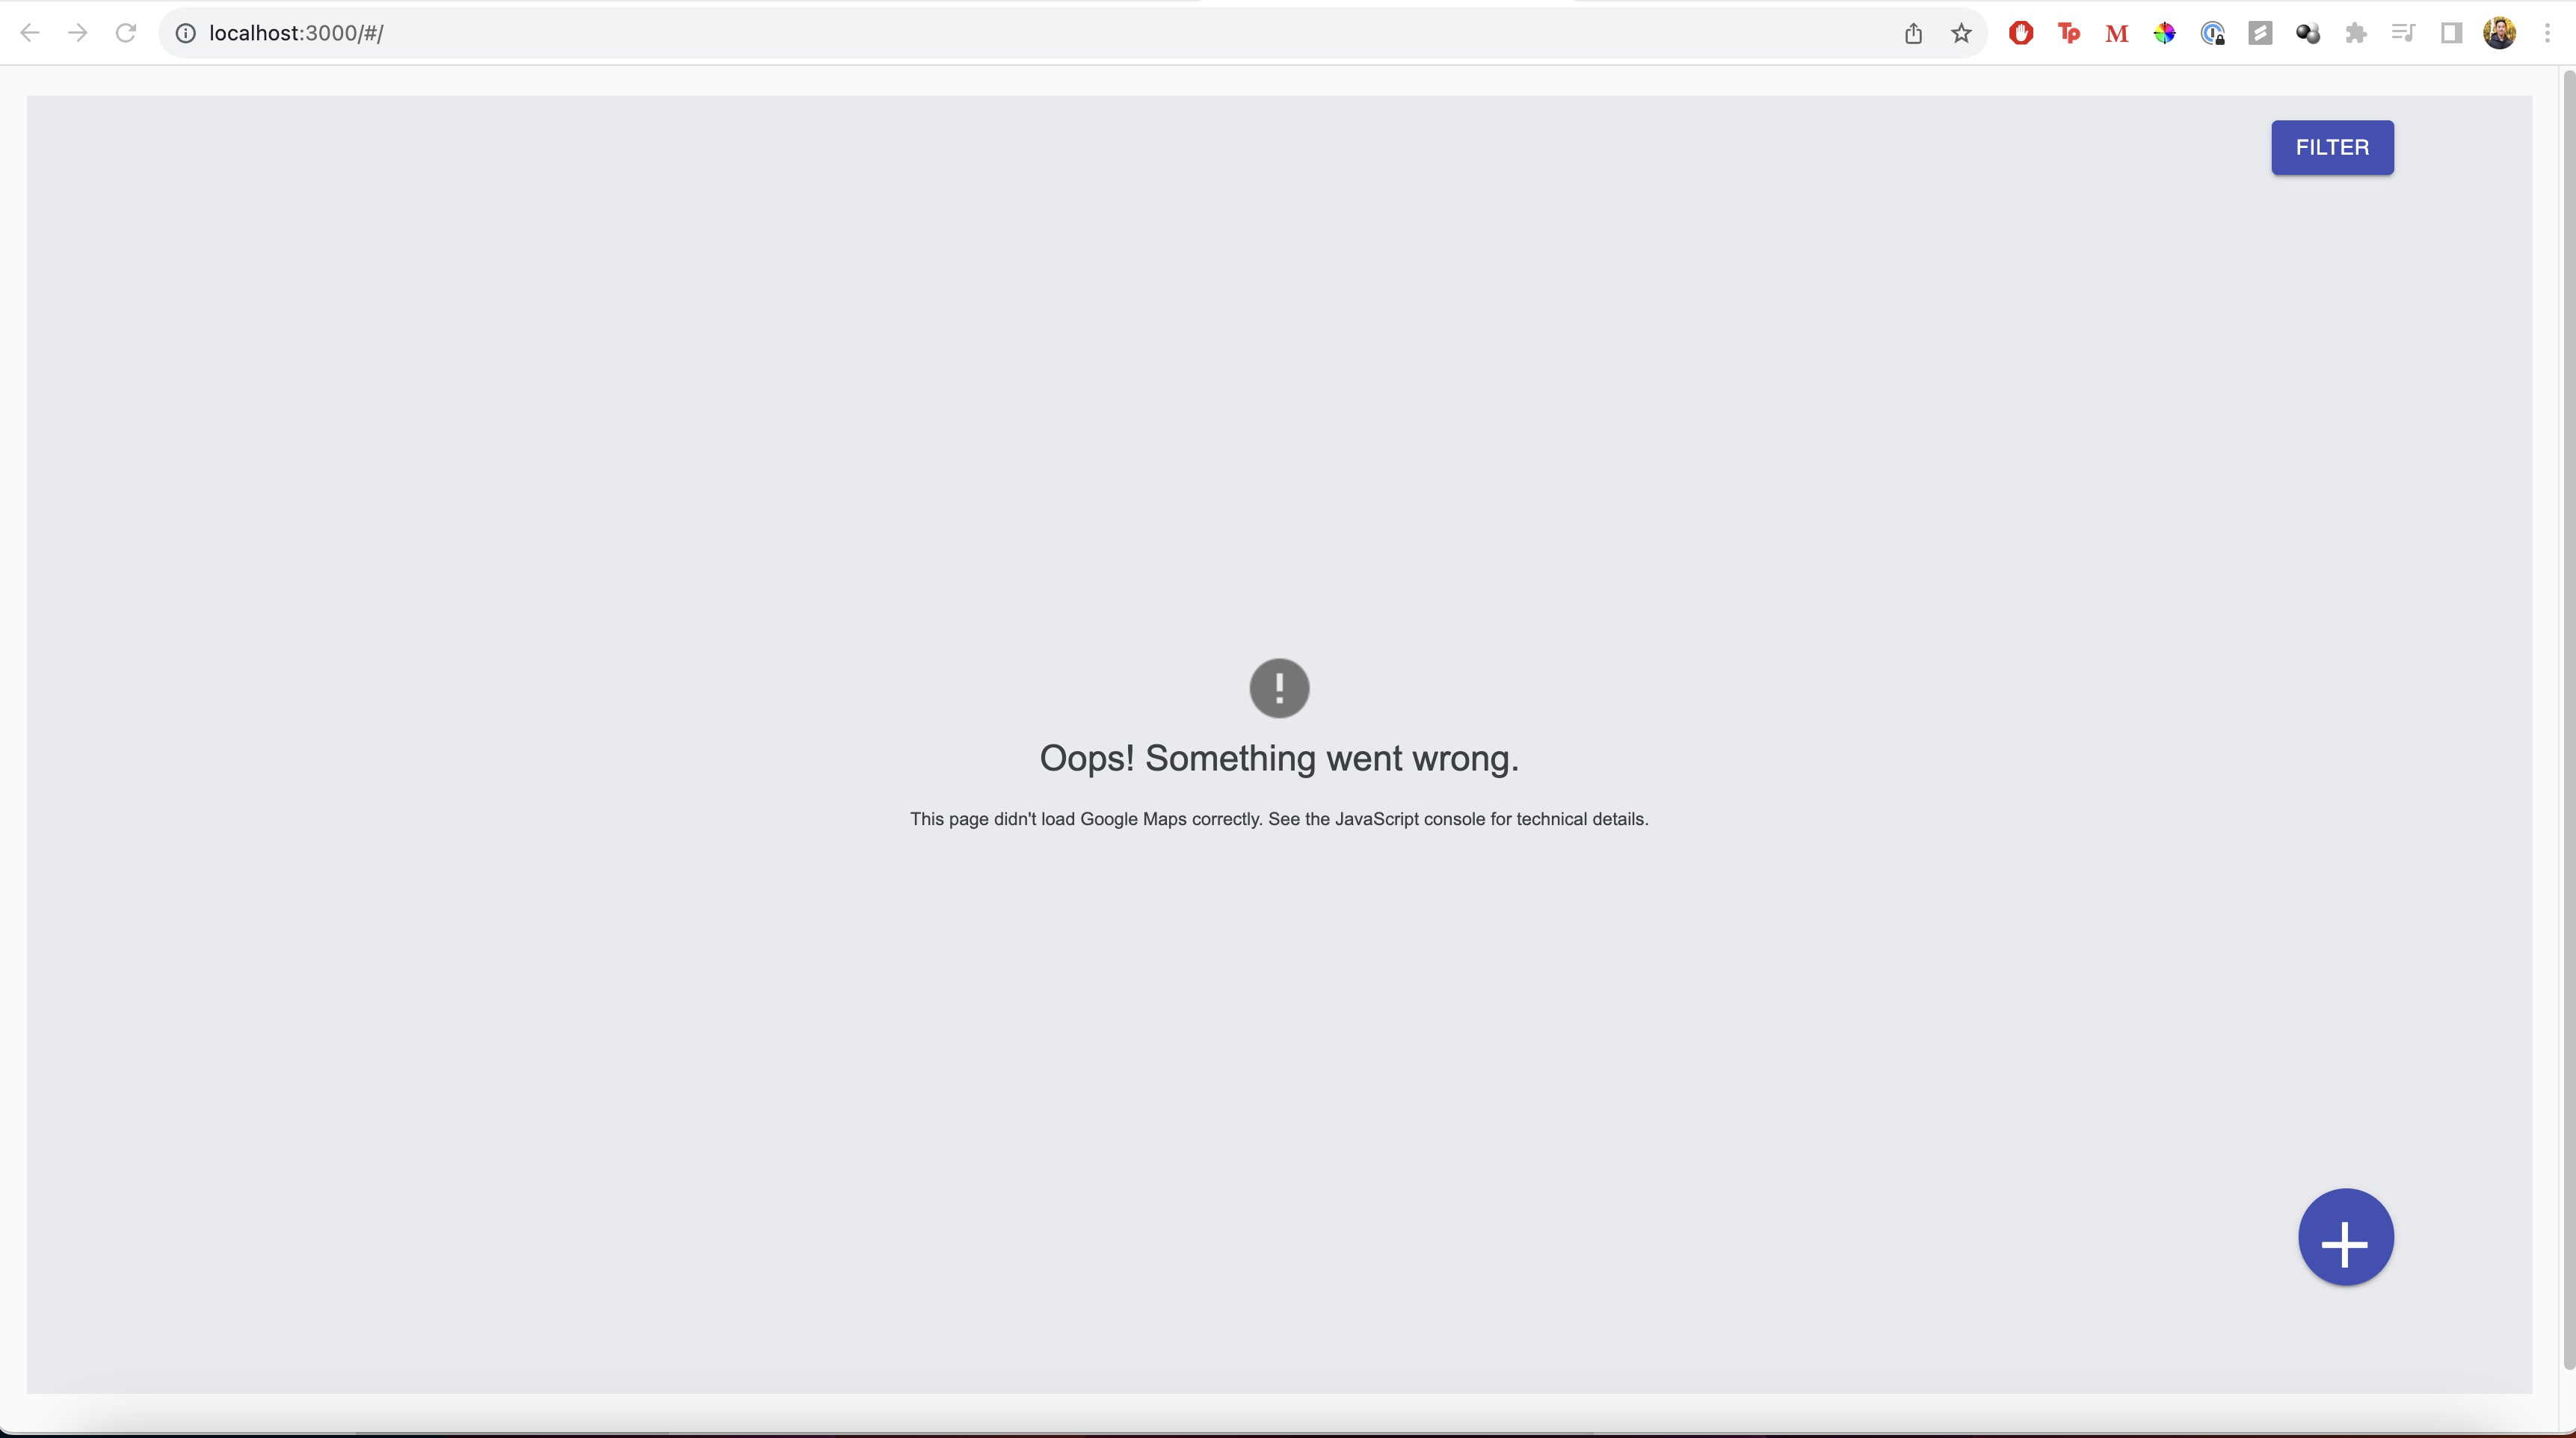 localhost:3000/#/
Tp
M
FILTER
Oops! Something went wrong.
This page didn't load Google Maps correctly. See the JavaScript console for technical details.